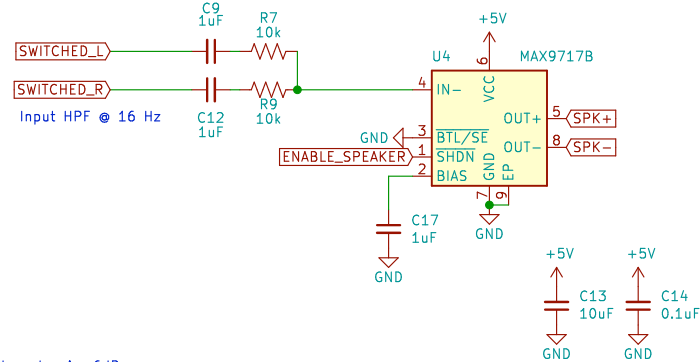 C9
1uF
R7
10k
+5V
SWITCHED_L
U4
MAX9717B
6
VCC
SWITCHED_R
4
IN-
Input HPF @ 16 Hz
C12
1uF
R9
10k
OUT+
5
SPK+
GND
3
BTL/SE
ENABLE_SPEAKER
1
SHDN
OUT-
8
SPK-
2
BIAS
GND
EP
7
9
C17
1uF
GND
GND
+5V
+5V
C13
10uF
C14
0.1uF
GND
GND